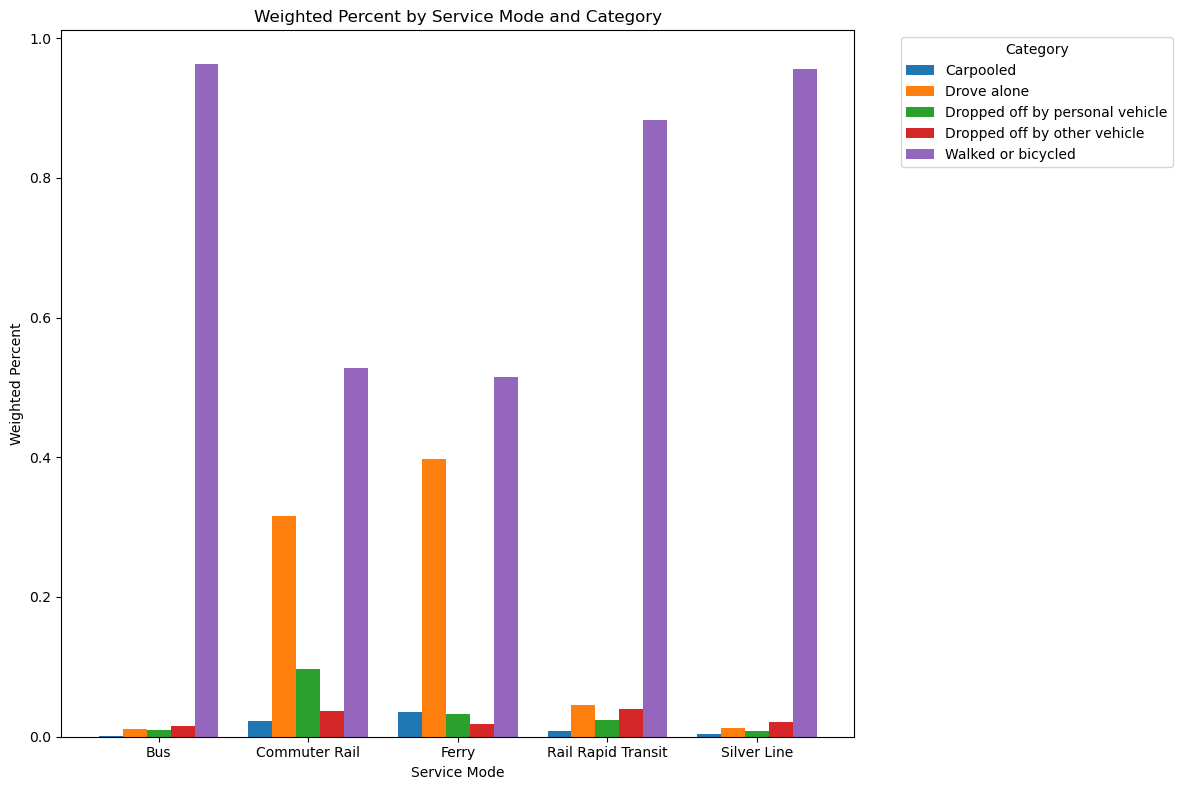 Weighted Percent by Service Mode and Category
Category
Carpooled
Drove alone
Dropped off by personal vehicle
Dropped off by other vehicle
Walked or bicycled
Weighted Percent
1.0
0.8
0.6
0.4
0.2
0.0
Bus
Commuter Rail
Ferry
Rail Rapid Transit
Silver Line
Service Mode